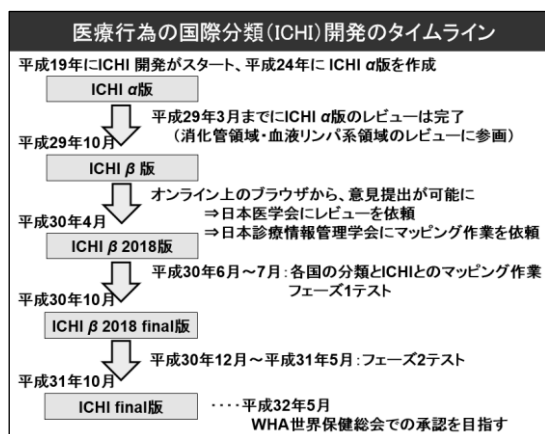 医療行為の国際分類(ICHI)開発のタイムライン
平成19年にICHI 開発がスタート、平成24年に ICHI α版を作成
ICHI α版
平成29年3月までにICHI α版のレビューは完了
(消化管領域・血液リンパ系領域のレビューに参画)
平成29年10月
ICHI β 版
オンライン上のブラウザから、意見提出が可能に
⇒日本医学会にレビューを依頼
平成30年4月
⇒日本診療情報管理学会にマッピング作業を依頼
ICHI β 2018版
平成30年6月~7月:各国の分類とICHIとのマッピング作業
フェーズ1テスト
平成30年10月
ICHI β 2018 final版
平成30年12月~平成31年5月:フェーズ2テスト
平成31年10月
ICHI final版
‥‥平成32年5月
WHA世界保健総会での承認を目指す